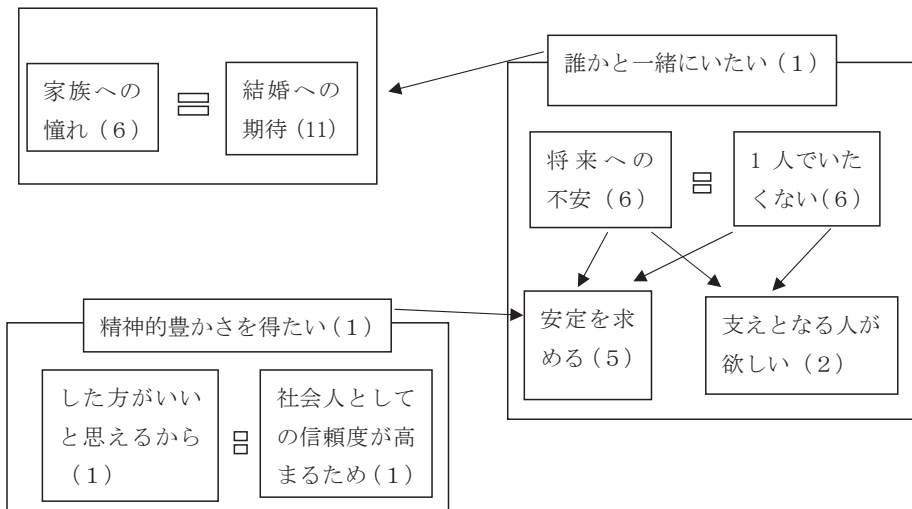 家族への
憧れ（6）
結婚への
期待（11）
誰かと一緒にいたい（1）
将来への
不安（6）
1 人でいた
くない（6）
安定を求
める（5）
支えとなる人が
欲しい（2）
精神的豊かさを得たい（1）
した方がいい
と思えるから
（1）
社会人として
の信頼度が高
まるため（1）